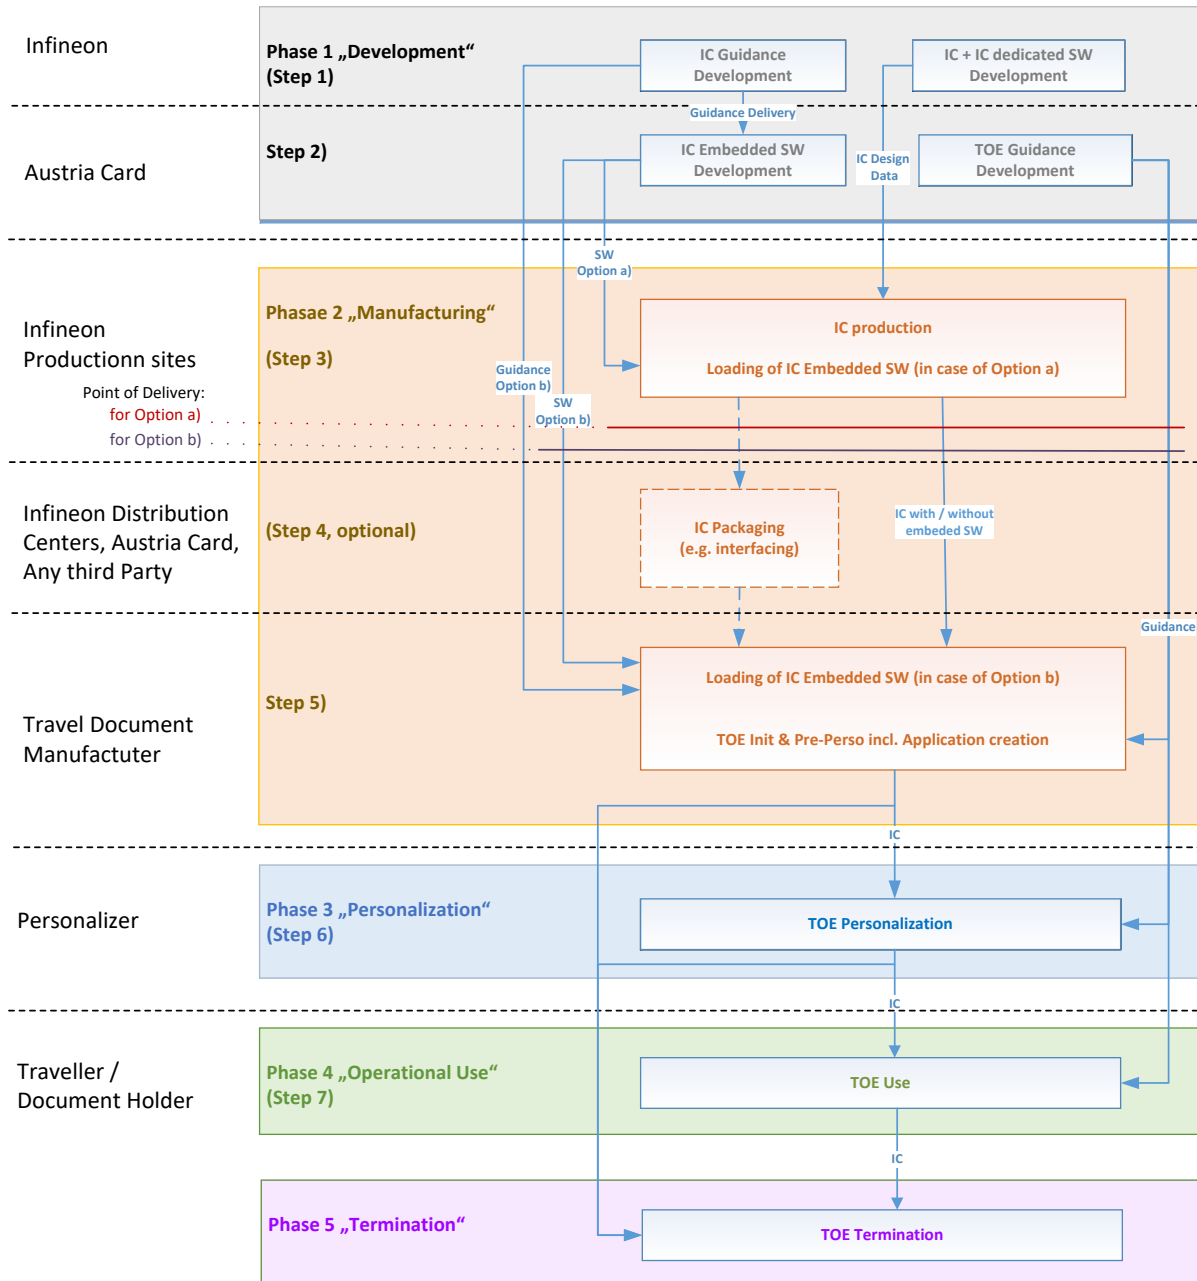 Infineon
Phase 1 „Development“
(Step 1)
IC Guidance
Development
IC + IC dedicated SW
Development
Guidance Delivery
Austria Card
Step 2)
IC Embedded SW
Development
IC Design
Data
TOE Guidance
Development
SW
Option a)
Infineon
Productionn sites
Phasae 2 „Manufacturing“
(Step 3)
IC production
Loading of IC Embedded SW (in case of Option a)
Guidance
Option b)
SW
Option b)
Point of Delivery:
for Option a)
for Option b)
Infineon Distribution
Centers, Austria Card,
Any third Party
(Step 4, optional)
IC Packaging
(e.g. interfacing)
IC with / without
embeded SW
Guidance
Travel Document
Manufactuter
Step 5)
Loading of IC Embedded SW (in case of Option b)
TOE Init & Pre-Perso incl. Application creation
IC
Personalizer
Phase 3 „Personalization“
(Step 6)
TOE Personalization
IC
Traveller /
Document Holder
Phase 4 „Operational Use“
(Step 7)
TOE Use
IC
Phase 5 „Termination“
TOE Termination